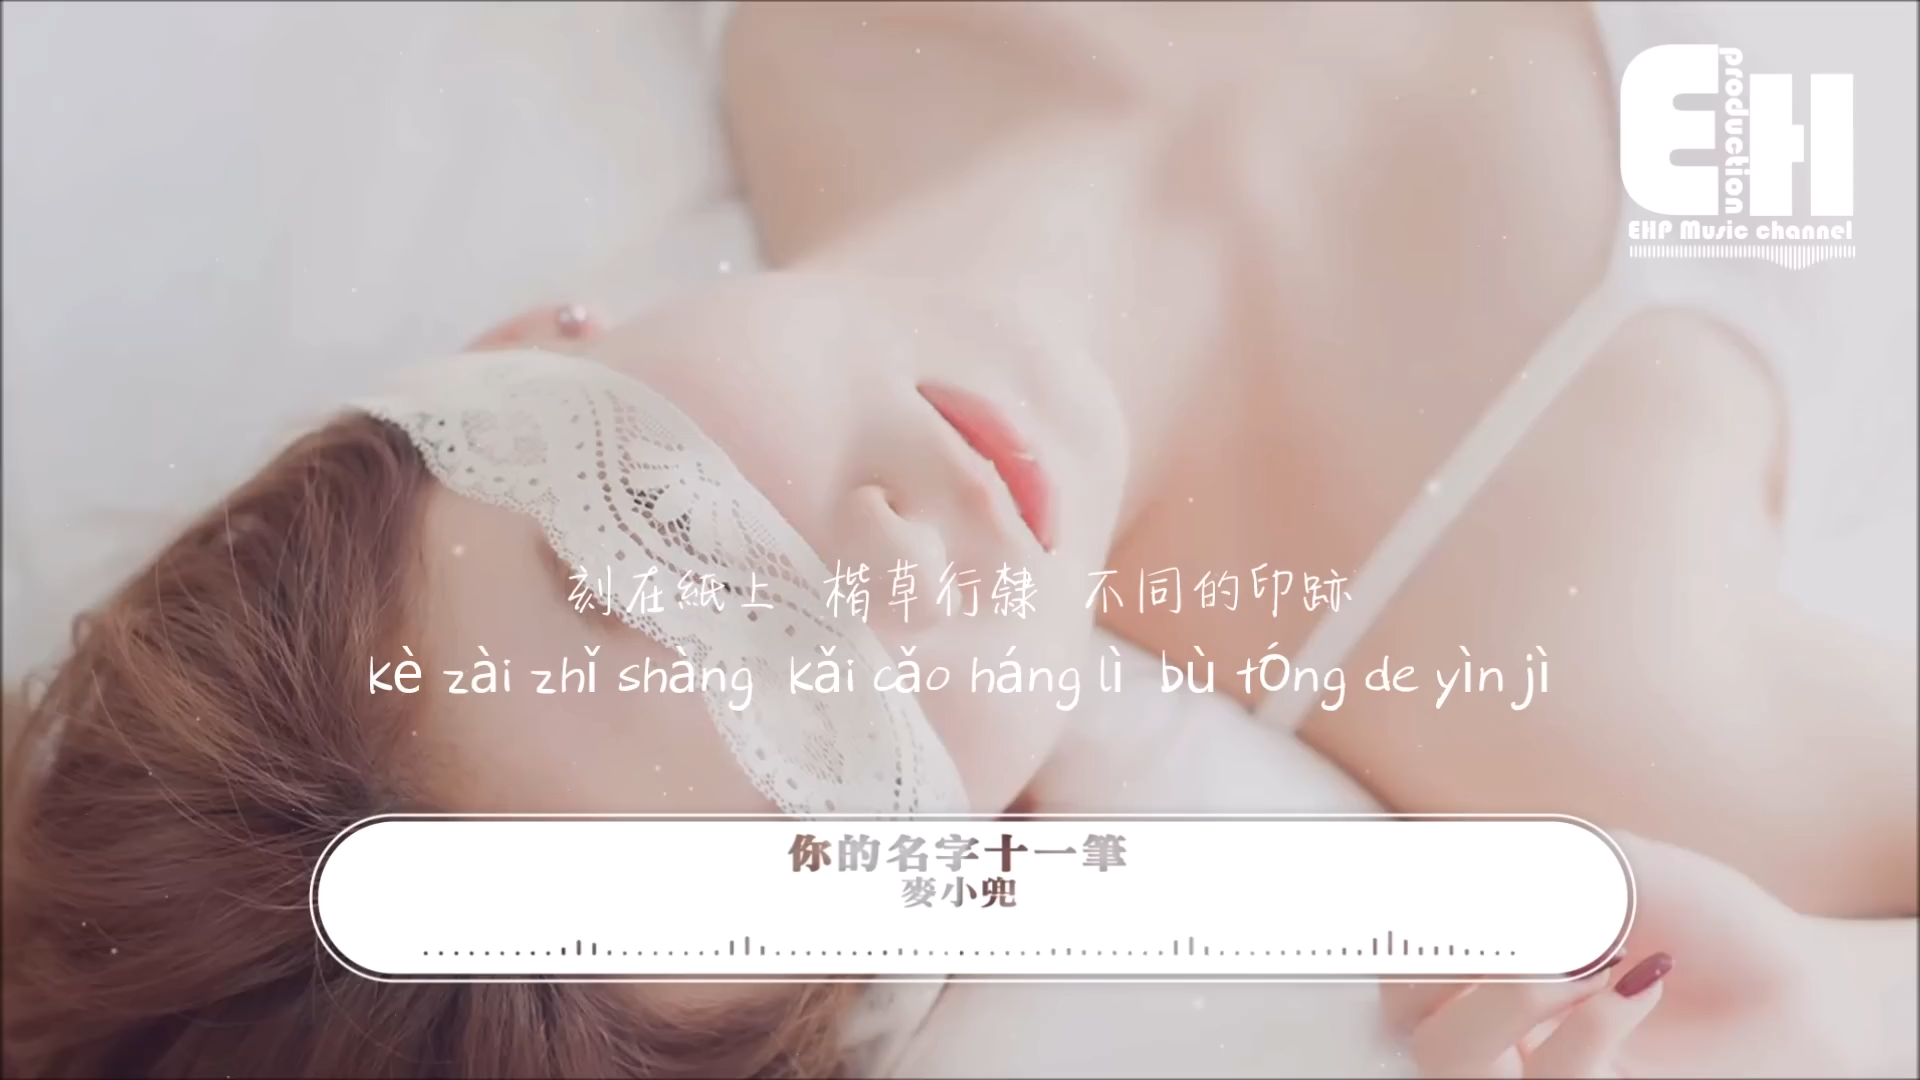 EH
production
EHP Music channel
刻在紙上 楷草行隸 不同的印跡
kè zài zhǐ shàng kǎi cǎo háng lì bù tóng de yìn jì
你的名字十一筆
麥小兜